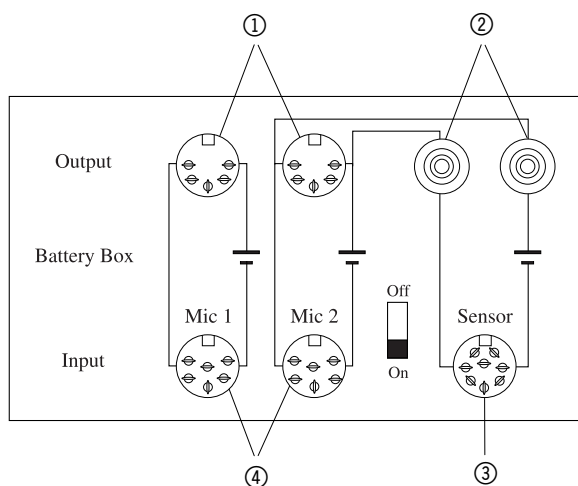 ① ②
Output
Battery Box
Off
Mic 1 Mic 2 Sensor
Input
On
④ ③